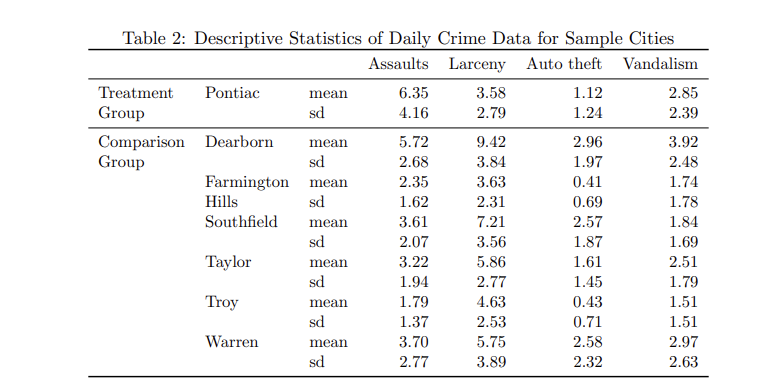 Table 2: Descriptive Statistics of Daily Crime Data for Sample Cities
Assaults Larceny Auto theft Vandalism
Treatment Pontiac mean 6.35 3.58 1.12 2.85
Group sd 4.16 2.79 1.24 2.39
Comparison Dearborn mean 5.72 9.42 2.96 3.92
Group sd 2.68 3.84 1.97 2.48
Farmington mean 2.35 3.63 0.41 1.74
Hills sd 1.62 2.31 0.69 1.78
Southfield mean 3.61 7.21 2.57 1.84
sd 2.07 3.56 1.87 1.69
Taylor mean 3.22 5.86 1.61 2.51
sd 1.94 2.77 1.45 1.79
Troy mean 1.79 4.63 0.43 1.51
sd 1.37 2.53 0.71 1.51
Warren mean 3.70 5.75 2.58 2.97
sd 2.77 3.89 2.32 2.63